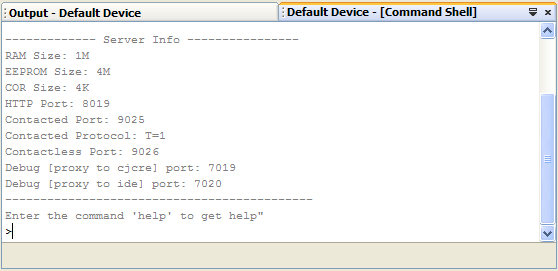 Output - Default Device
Default Device - [Command Shell]
------------- Server Info ----------------
RAM Size: 1M
EEPROM Size: 4M
COR Size: 4K
HTTP Port: 8019
Contacted Port: 9025
Contacted Protocol: T=1
Contactless Port: 9026
Debug [proxy to cjcre] port: 7019
Debug [proxy to ide] port: 7020
--------------------------------------------
Enter the command 'help' to get help"
>